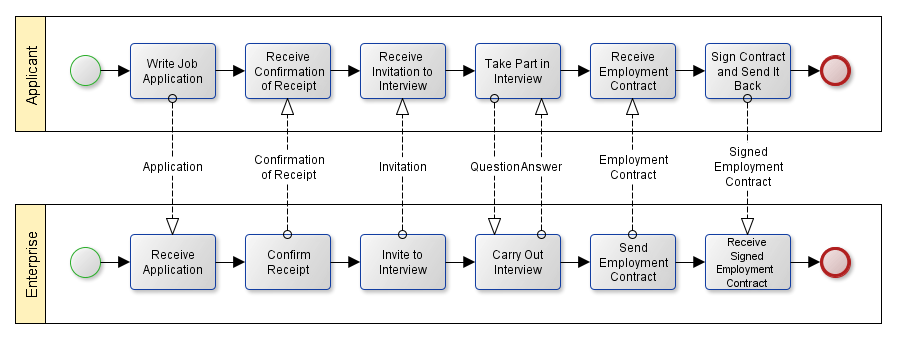 Applicant
Write Job
Application
Receive
Confirmation
of Receipt
Receive
Invitation to
Interview
Take Part in
Interview
Receive
Employment
Contract
Sign Contract
and Send It
Back
Application
Confirmation
of Receipt
Invitation
Question
Answer
Employment
Contract
Signed
Employment
Contract
Enterprise
Receive
Application
Confirm
Receipt
Invite to
Interview
Carry Out
Interview
Send
Employment
Contract
Receive
Signed
Employment
Contract